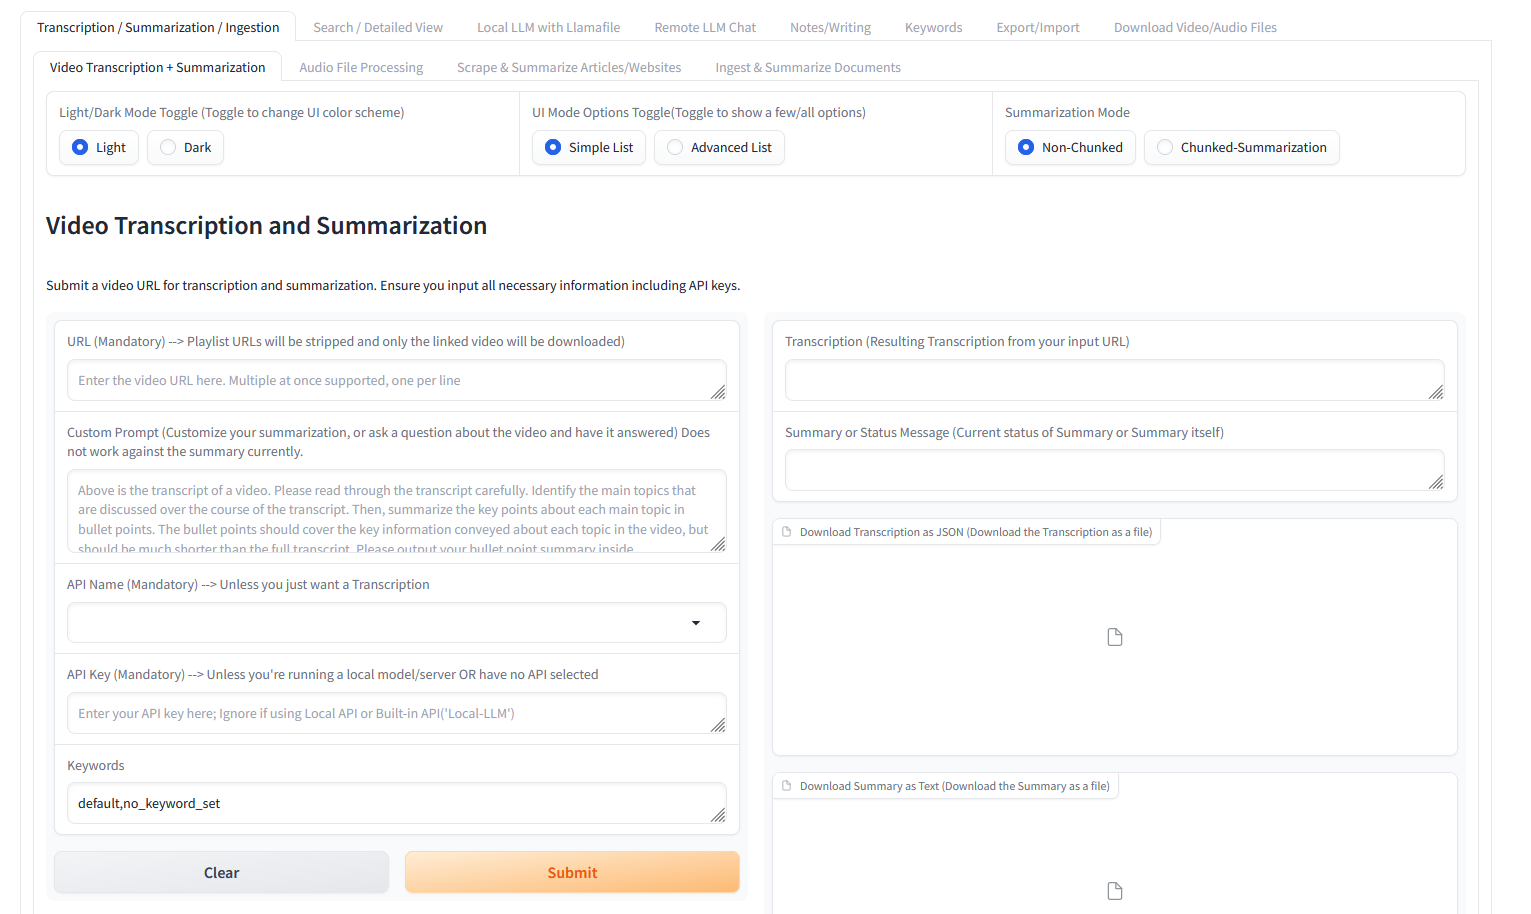 Transcription / Summarization / Ingestion
Search / Detailed View
Local LLM with Llamafile
Remote LLM Chat
Notes/Writing
Keywords
Export/Import
Download Video/Audio Files
Video Transcription + Summarization
Audio File Processing
Scrape & Summarize Articles/Websites
Ingest & Summarize Documents
Light/Dark Mode Toggle (Toggle to change UI color scheme)
Light
Dark
UI Mode Options Toggle(Toggle to show a few/all options)
Simple List
Advanced List
Summarization Mode
Non-Chunked
Chunked-Summarization
Video Transcription and Summarization
Submit a video URL for transcription and summarization. Ensure you input all necessary information including API keys.
URL (Mandatory) --> Playlist URLs will be stripped and only the linked video will be downloaded)
Enter the video URL here. Multiple at once supported, one per line
Custom Prompt (Customize your summarization, or ask a question about the video and have it answered) Does
not work against the summary currently.
Above is the transcript of a video. Please read through the transcript carefully. Identify the main topics that
are discussed over the course of the transcript. Then, summarize the key points about each main topic in
bullet points. The bullet points should cover the key information conveyed about each topic in the video, but
should be much shorter than the full transcript. Please output your bullet point summary inside
API Name (Mandatory) --> Unless you just want a Transcription
API Key (Mandatory) --> Unless you're running a local model/server OR have no API selected
Enter your API key here; Ignore if using Local API or Built-in API('Local-LLM')
Keywords
default,no_keyword_set
Clear
Submit
Transcription (Resulting Transcription from your input URL)
Summary or Status Message (Current status of Summary or Summary itself)
Download Transcription as JSON (Download the Transcription as a file)
Download Summary as Text (Download the Summary as a file)